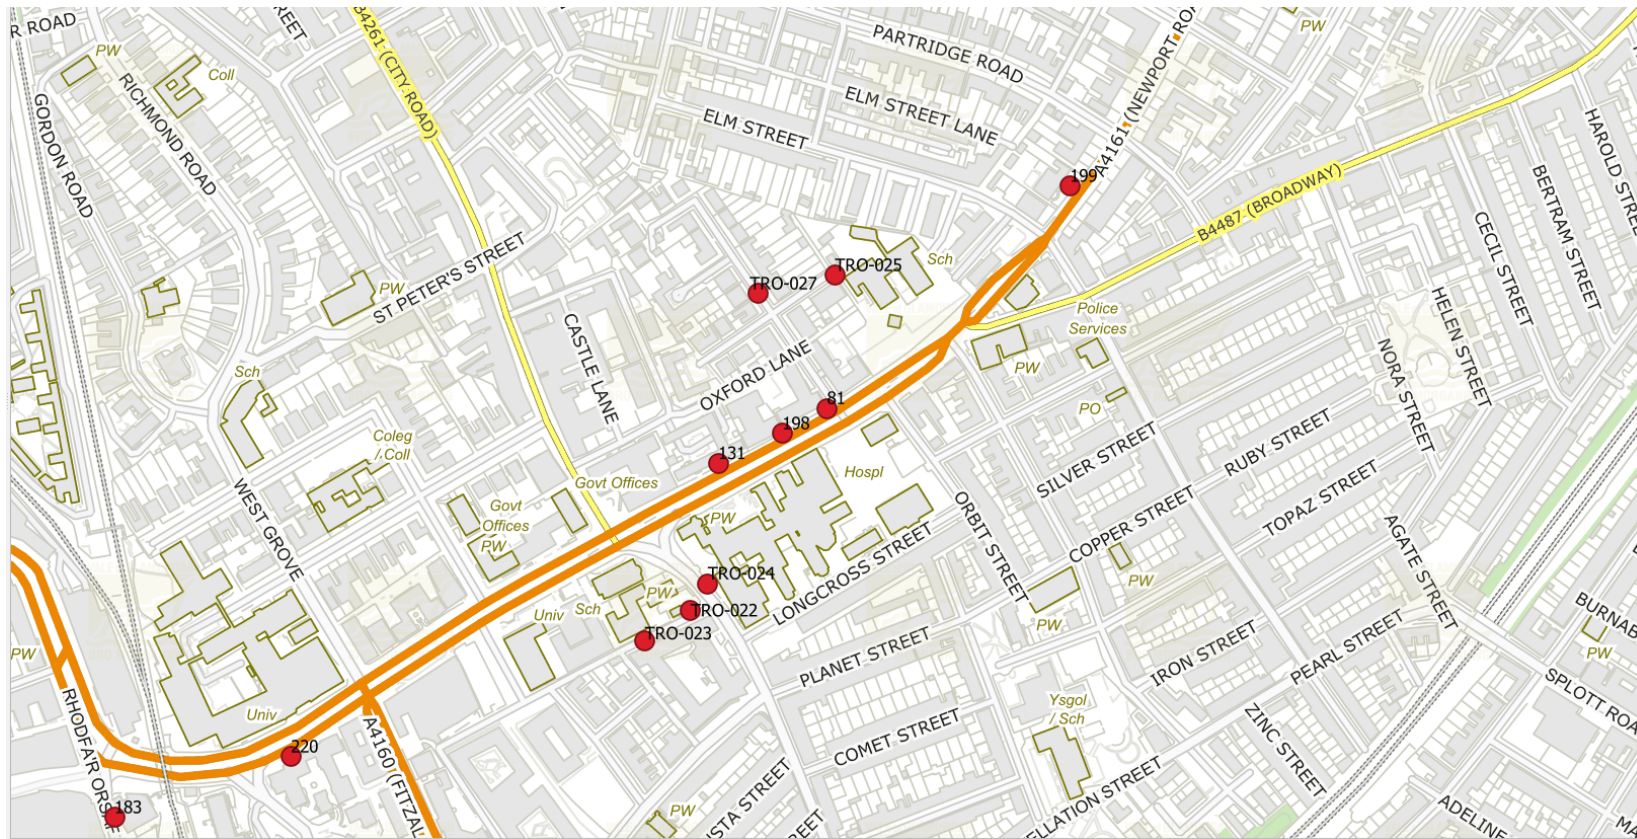 R ROAD
PW
Coll
RICHMOND ROAD
GORDON ROAD
B4261 (CITY ROAD)
PARTRIDGE ROAD
ELM STREET LANE
ELM STREET
A4161 (NEWPORT ROA
PW
199
B4487 (BROADWAY)
HAROLD STREE
BERTRAM STREET
CECIL STREET
HELEN STREET
NORA STREET
ST PETER'S STREET
PW
TRO-027
TRO-025
Sch
Police
Services
PW
PO
CASTLE LANE
OXFORD LANE
Sch
81
198
131
Coleg
/ Coll
Govt Offices
Govt
Offices
PW
PW
Hospl
WEST GROVE
ORBIT STREET
SILVER STREET
RUBY STREET
COPPER STREET
TOPAZ STREET
AGATE STREET
LONGCROSS STREET
TRO-024
PW
TRO-022
TRO-023
Sch
Univ
PW
PW
PLANET STREET
IRON STREET
PEARL STREET
BURNAB
PW
SPLOTT ROA
ZINC STREET
Ysgol
/ Sch
COMET STREET
PW
RHODFA'R ORSAF
Univ
220
A4160 (FITZAL
183
PW
ISTA STREET
REET
ELLATION STREET
ADELINE
MA